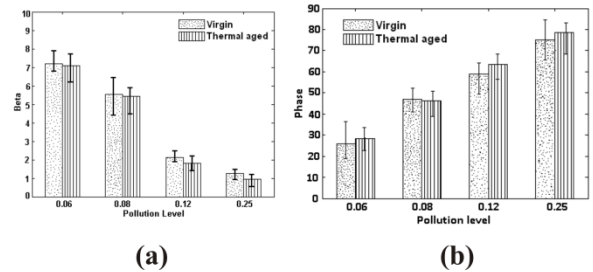 Virgin
Thermal aged
10
9
8
7
6
5
4
3
2
1
0
Beta
0.06 0.08 0.12 0.25
Pollution Level
(a)
Virgin
Thermal aged
90
80
70
60
50
40
30
20
10
0
Phase
0.06 0.08 0.12 0.25
Pollution level
(b)